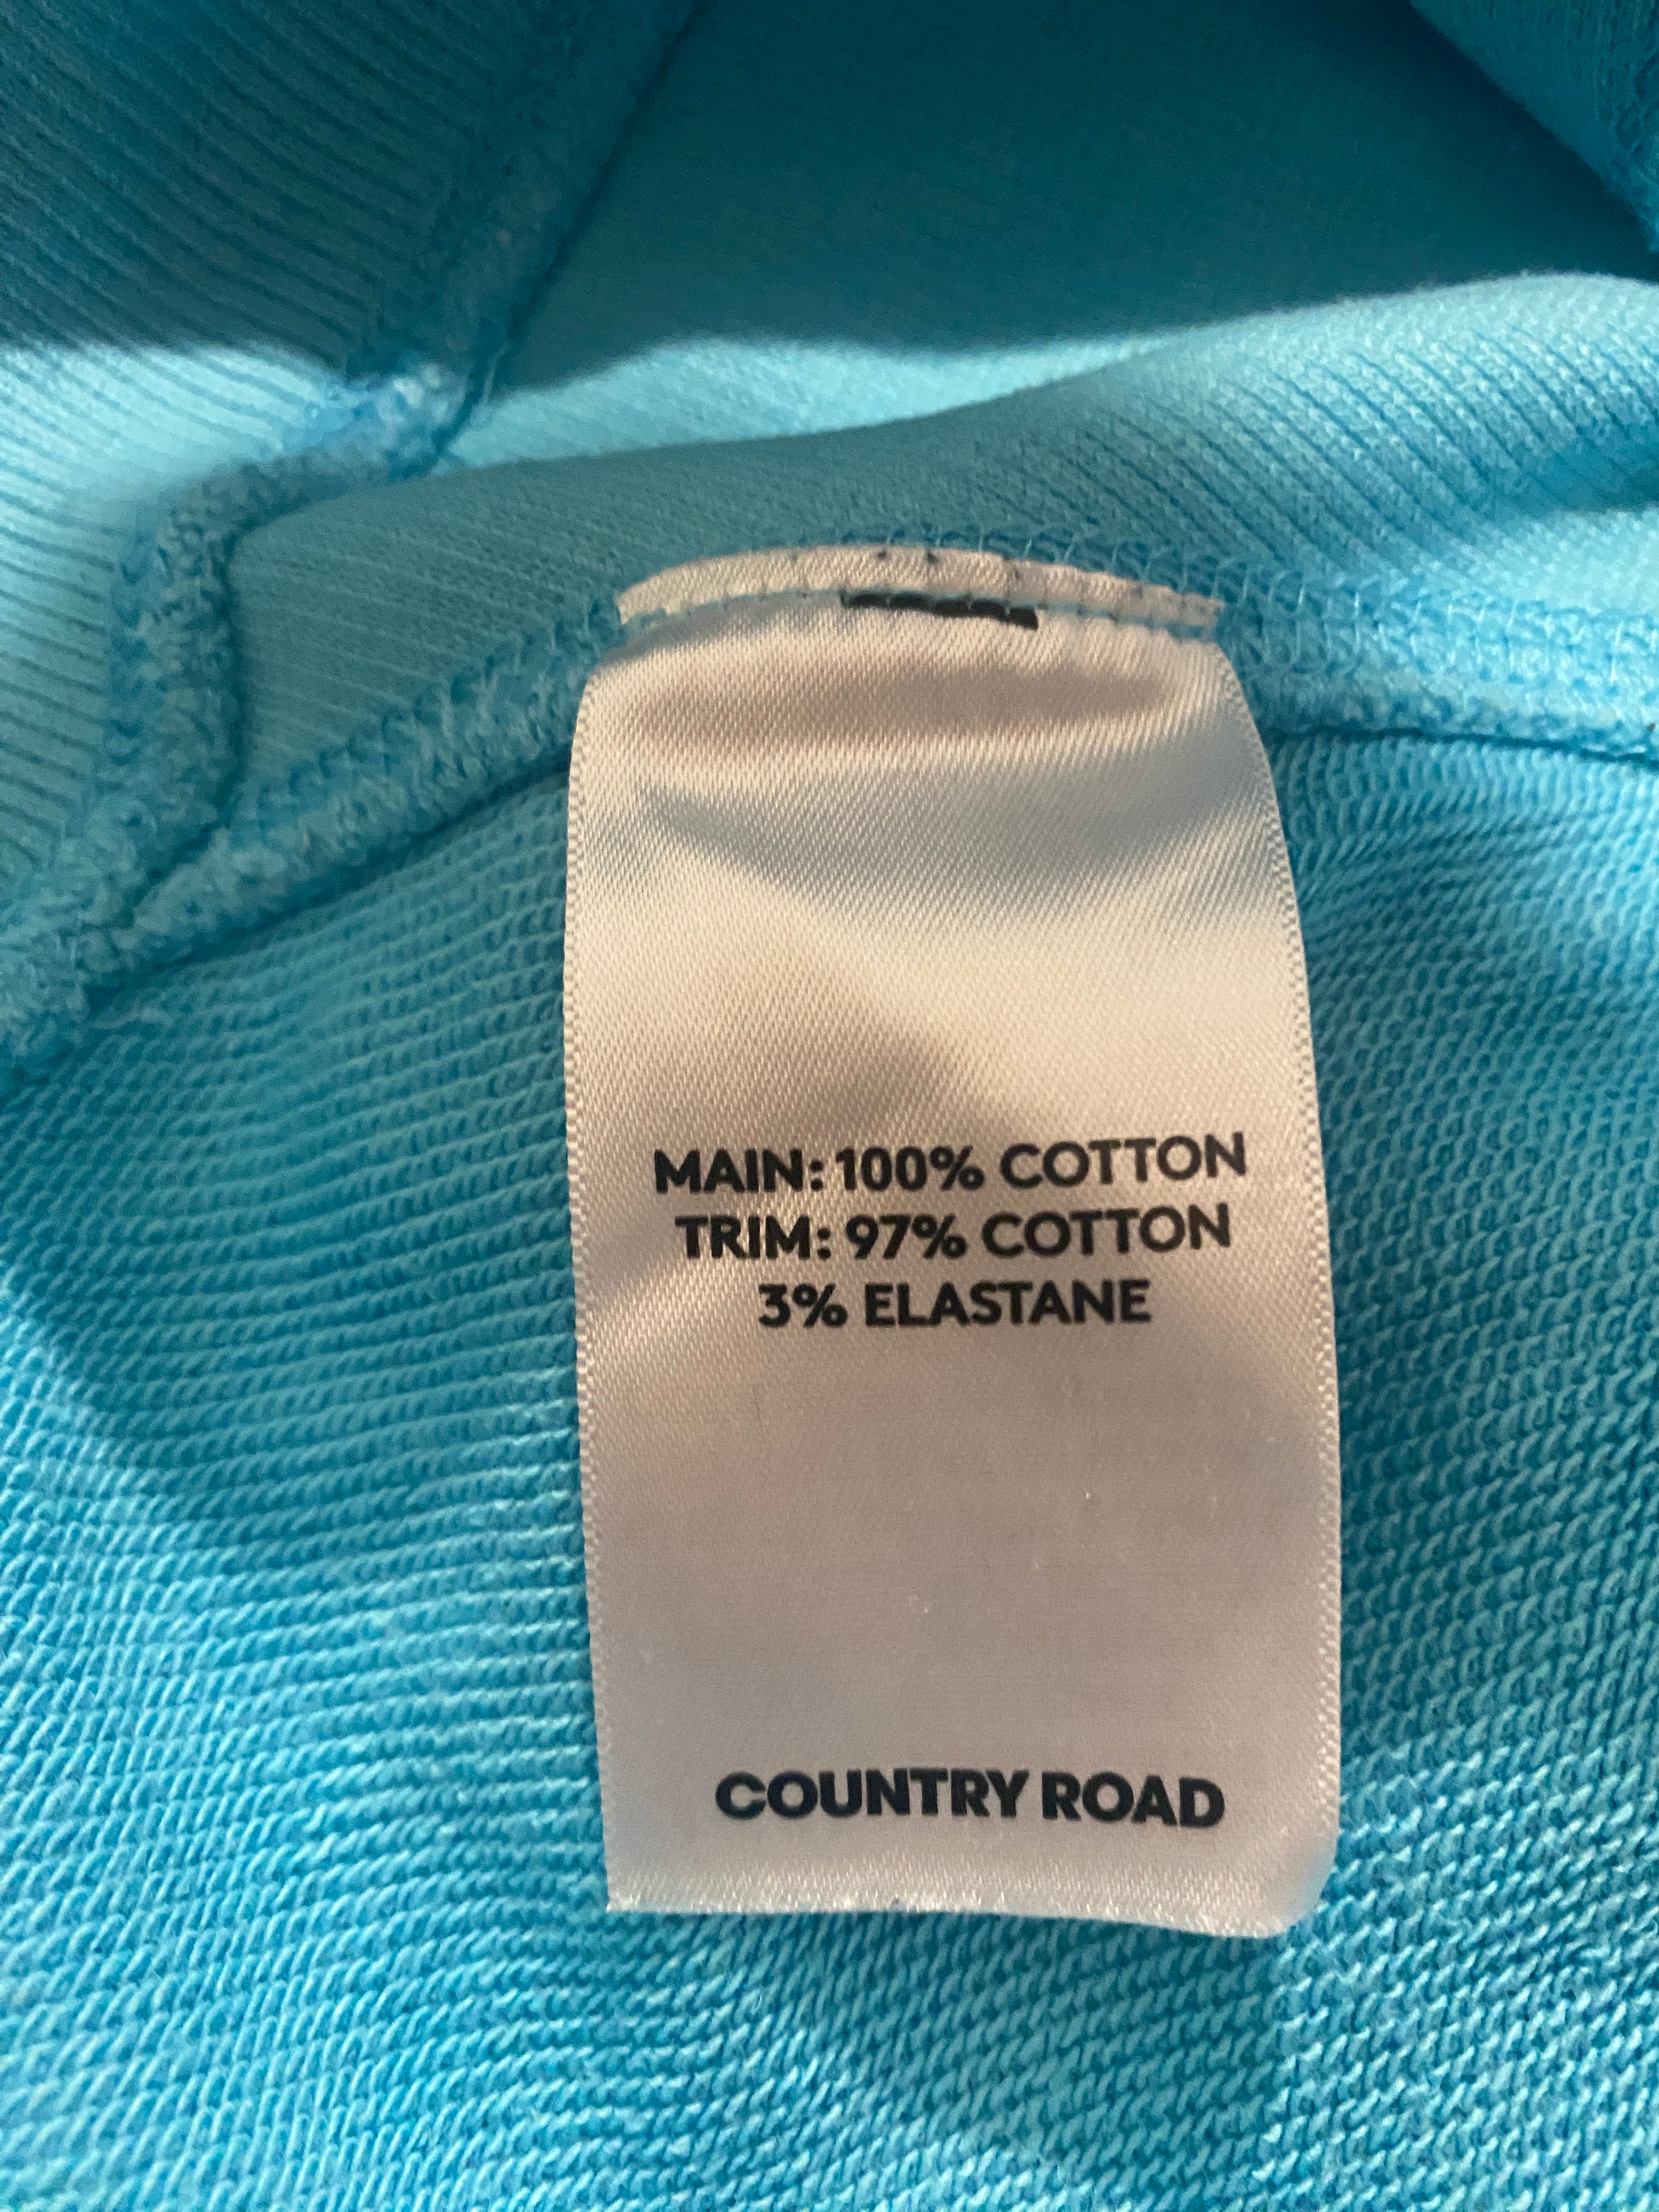 MAIN: 100% COTTON
TRIM: 97% COTTON
3% ELASTANE
COUNTRY ROAD